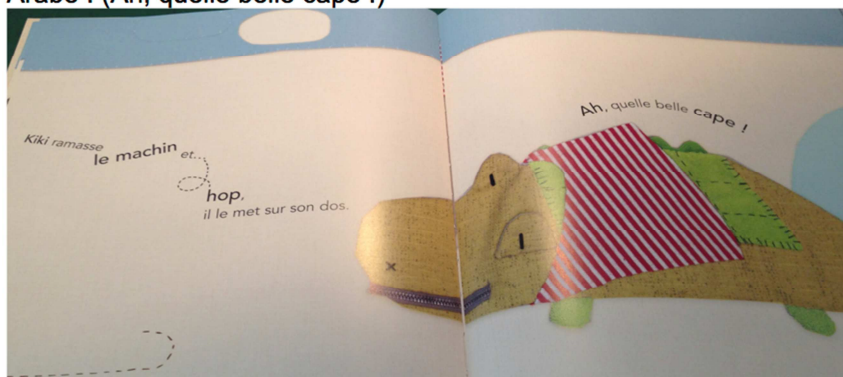 Arabe : (Ah, quelle belle cape !)
Kiki ramasse
le machin et...
hop,
il le met sur son dos.
Ah, quelle belle cape !